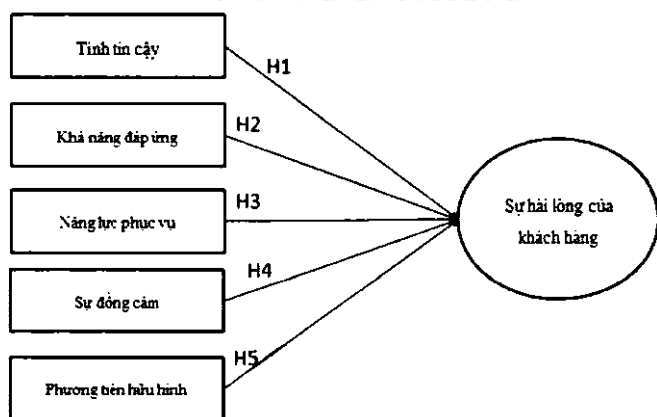 Tính tin cậy
H1
Khả năng đáp ứng
H2
Năng lực phục vụ
H3
Sự hài lòng của
khách hàng
Sự đồng cảm
H4
Phương tiện hữu hình
H5